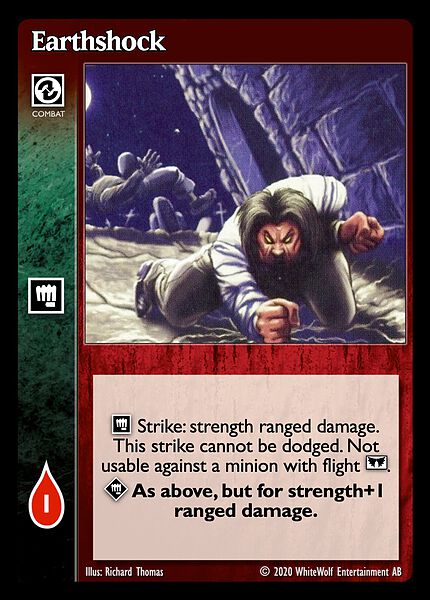 Earthshock
COMBAT
Strike: strength ranged damage.
This strike cannot be dodged. Not
usable against a minion with flight .
As above, but for strength+1
ranged damage.
1
Illus: Richard Thomas © 2020 WhiteWolf Entertainment AB